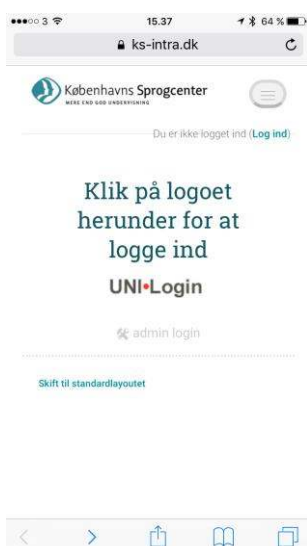 ●●●○○ 3 15.37 64 %
ks-intra.dk
Københavns Sprogcenter
MERE END GOD UNDERVISNING
Du er ikke logget ind (Log ind)
Klik på logoet
herunder for at
logge ind
UNI•Login
admin login
Skift til standardlayoutet